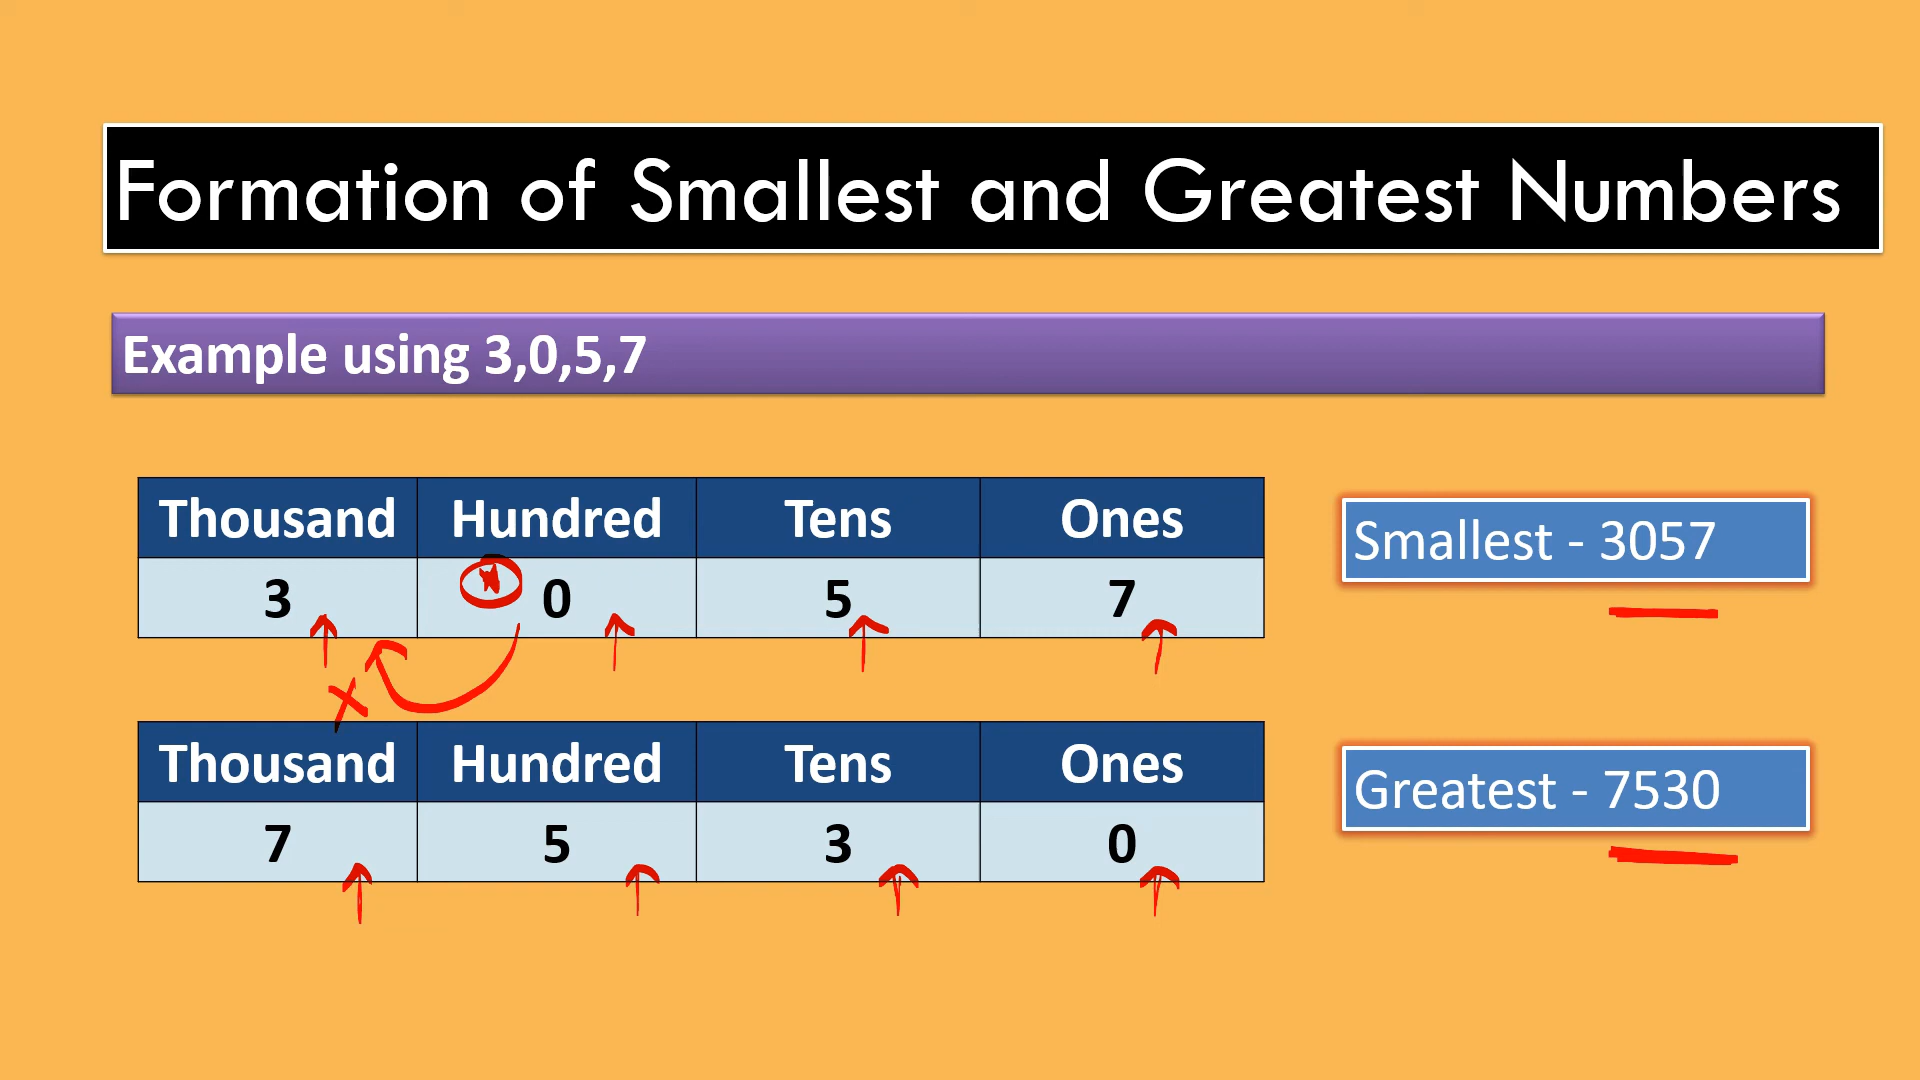 Formation of Smallest and Greatest Numbers
Example using 3,0,5,7
Thousand Hundred Tens Ones
3 0 5 7
Smallest - 3057
Thousand Hundred Tens Ones
7 5 3 0
Greatest - 7530